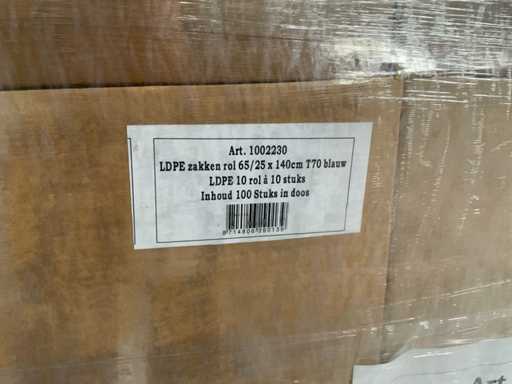 Art. 1002230
LDPE zakken rol 65/25 x 140cm T70 blauw
LDPE 10 rol à 10 stuks
Inhoud 100 Stuks in doos